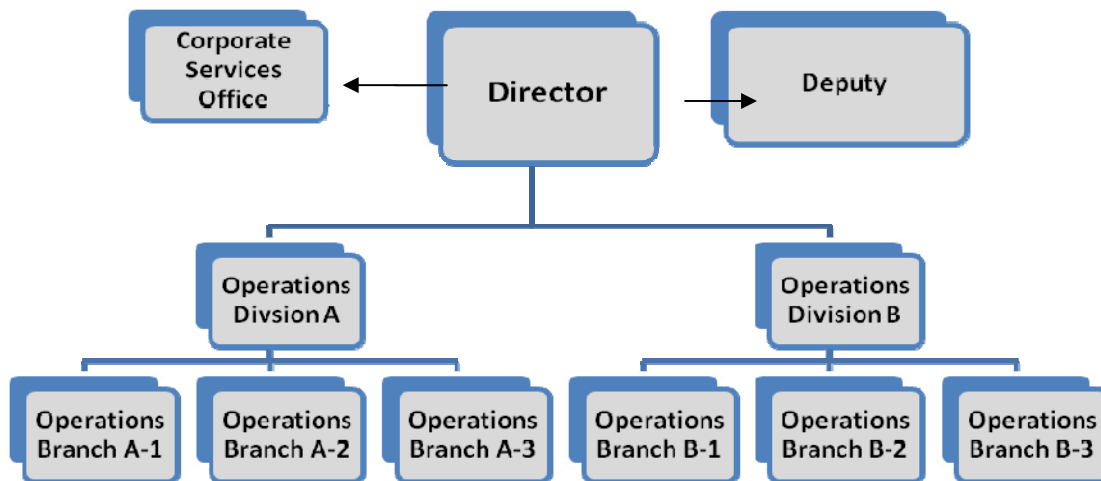 Corporate
Services
Office
Director
Deputy
Operations
Divsion A
Operations
Division B
Operations
Branch A-1
Operations
Branch A-2
Operations
Branch A-3
Operations
Branch B-1
Operations
Branch B-2
Operations
Branch B-3